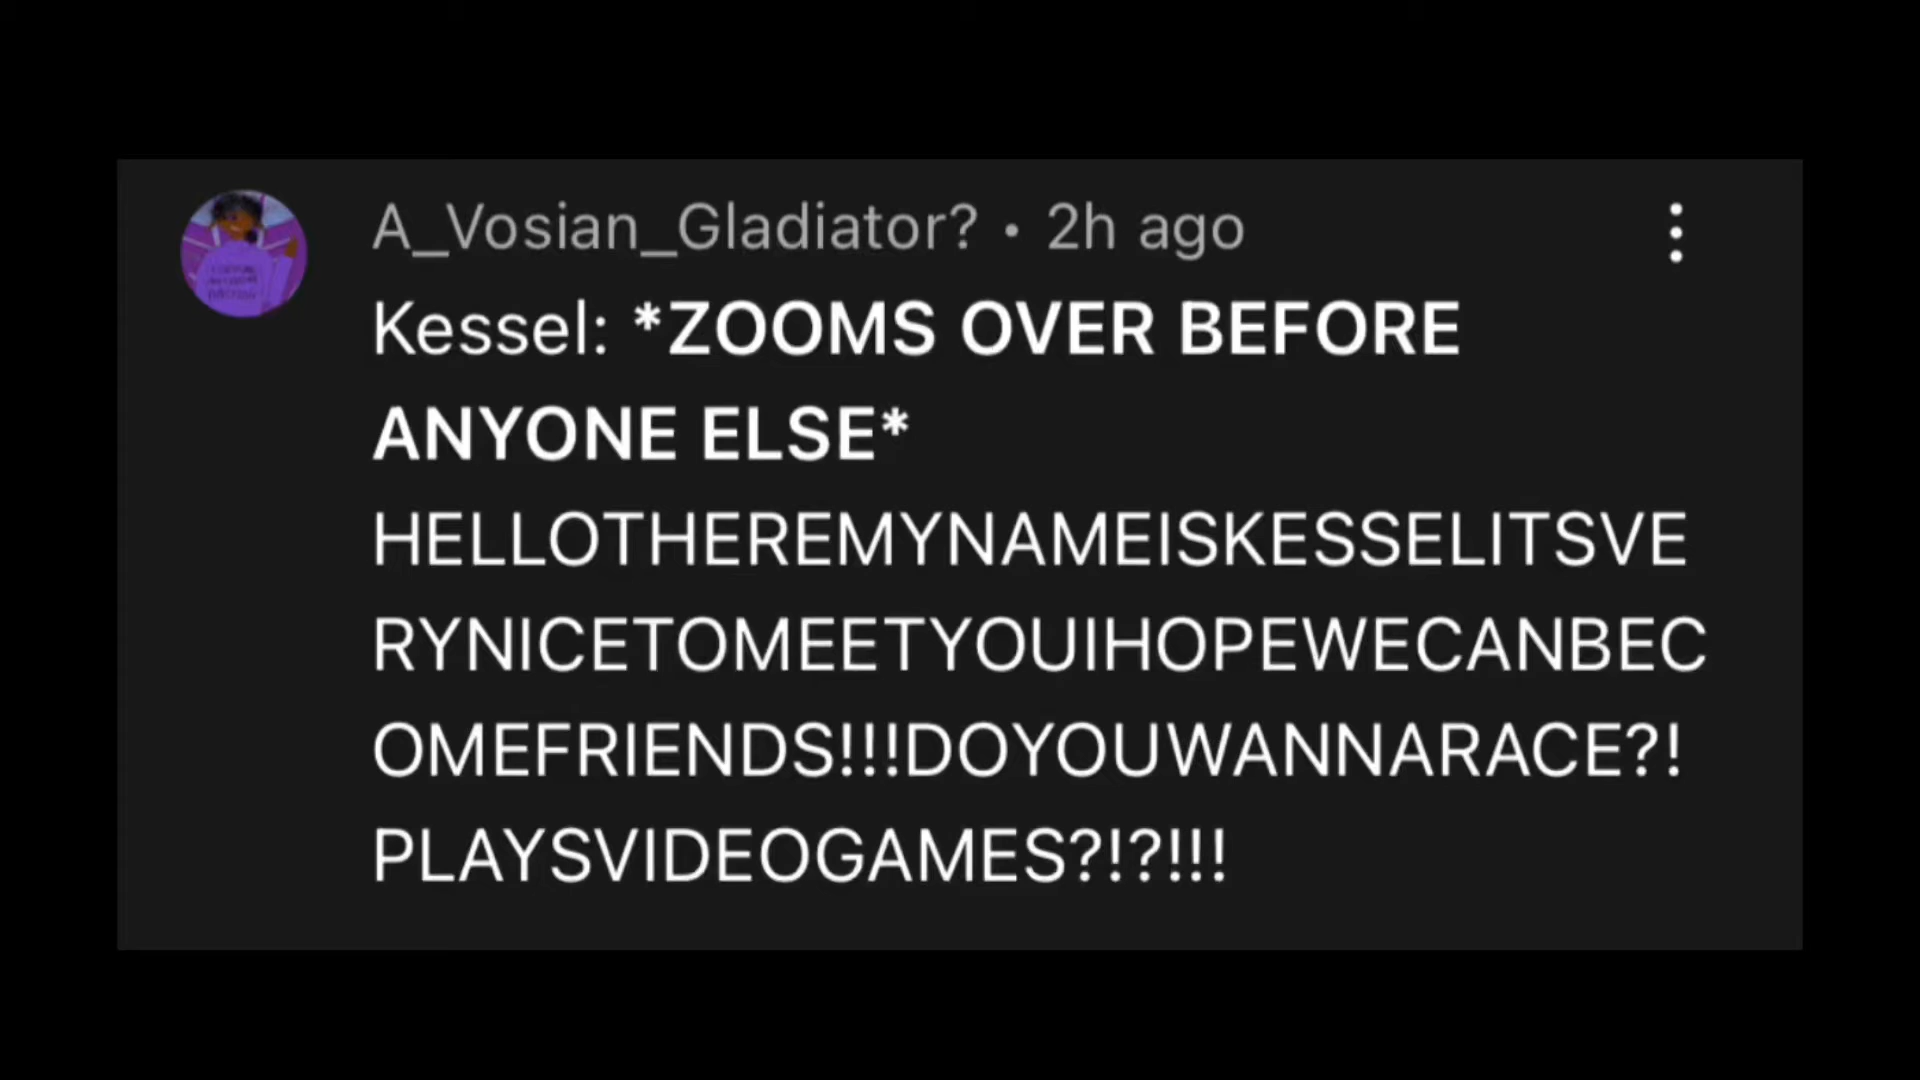 A_Vosian_Gladiator? • 2h ago
Kessel: *ZOOMS OVER BEFORE
ANYONE ELSE*
HELLOTHEREMYNAMEISKESSELITSVE
RYNICETOMEETYOUIHOPEWECANBEC
OMEFRIENDS!!!DOYOUWANNARACE?!
PLAYSVIDEOGAMES?!?!!!